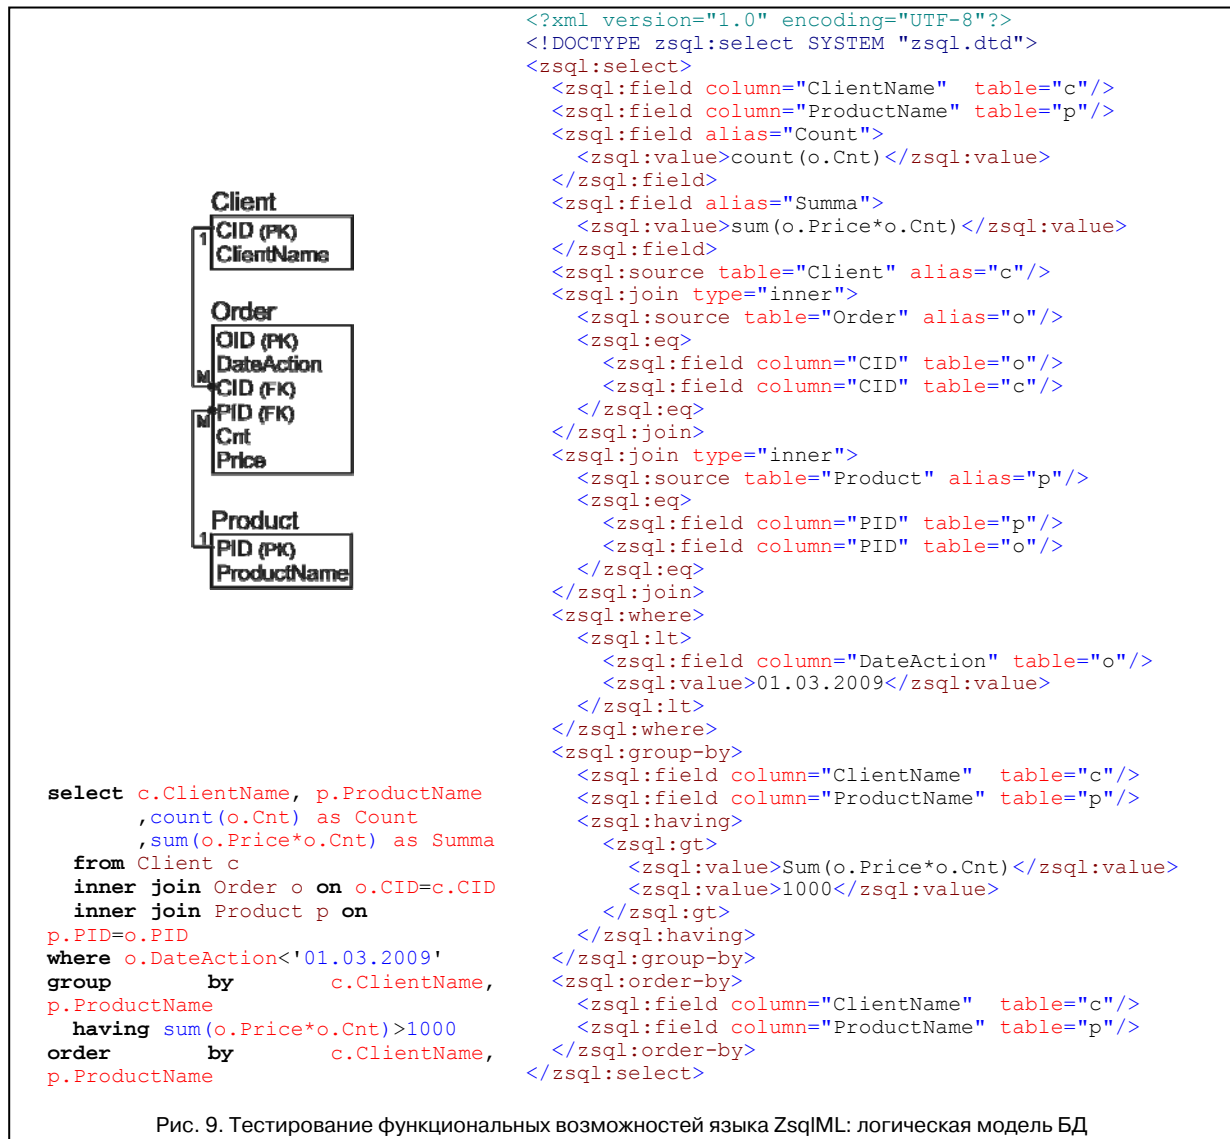 Client
1
CID (PK)
ClientName
Order
OID (PK)
DateAction
M
CID (FK)
M
PID (FK)
Cnt
Price
Product
1
PID (PK)
ProductName
select c.ClientName, p.ProductName
,count(o.Cnt) as Count
,sum(o.Price*o.Cnt) as Summa
from Client c
inner join Order o on o.CID=c.CID
inner join Product p on
p.PID=o.PID
where o.DateAction<'01.03.2009'
group by c.ClientName,
p.ProductName
having sum(o.Price*o.Cnt)>1000
order by c.ClientName,
p.ProductName
<?xml version="1.0" encoding="UTF-8"?>
<!DOCTYPE zsql:select SYSTEM "zsql.dtd">
<zsql:select>
<zsql:field column="ClientName"  table="c"/>
<zsql:field column="ProductName" table="p"/>
<zsql:field alias="Count">
<zsql:value>count(o.Cnt)</zsql:value>
</zsql:field>
<zsql:field alias="Summa">
<zsql:value>sum(o.Price*o.Cnt)</zsql:value>
</zsql:field>
<zsql:source table="Client" alias="c"/>
<zsql:join type="inner">
<zsql:source table="Order" alias="o"/>
<zsql:eq>
<zsql:field column="CID" table="o"/>
<zsql:field column="CID" table="c"/>
</zsql:eq>
</zsql:join>
<zsql:join type="inner">
<zsql:source table="Product" alias="p"/>
<zsql:eq>
<zsql:field column="PID" table="p"/>
<zsql:field column="PID" table="o"/>
</zsql:eq>
</zsql:join>
<zsql:where>
<zsql:lt>
<zsql:field column="DateAction" table="o"/>
<zsql:value>01.03.2009</zsql:value>
</zsql:lt>
</zsql:where>
<zsql:group-by>
<zsql:field column="ClientName"  table="c"/>
<zsql:field column="ProductName" table="p"/>
<zsql:having>
<zsql:gt>
<zsql:value>Sum(o.Price*o.Cnt)</zsql:value>
<zsql:value>1000</zsql:value>
</zsql:gt>
</zsql:having>
</zsql:group-by>
<zsql:order-by>
<zsql:field column="ClientName"  table="c"/>
<zsql:field column="ProductName" table="p"/>
</zsql:order-by>
</zsql:select>
Рис. 9. Тестирование функциональных возможностей языка ZsqlML: логическая модель БД